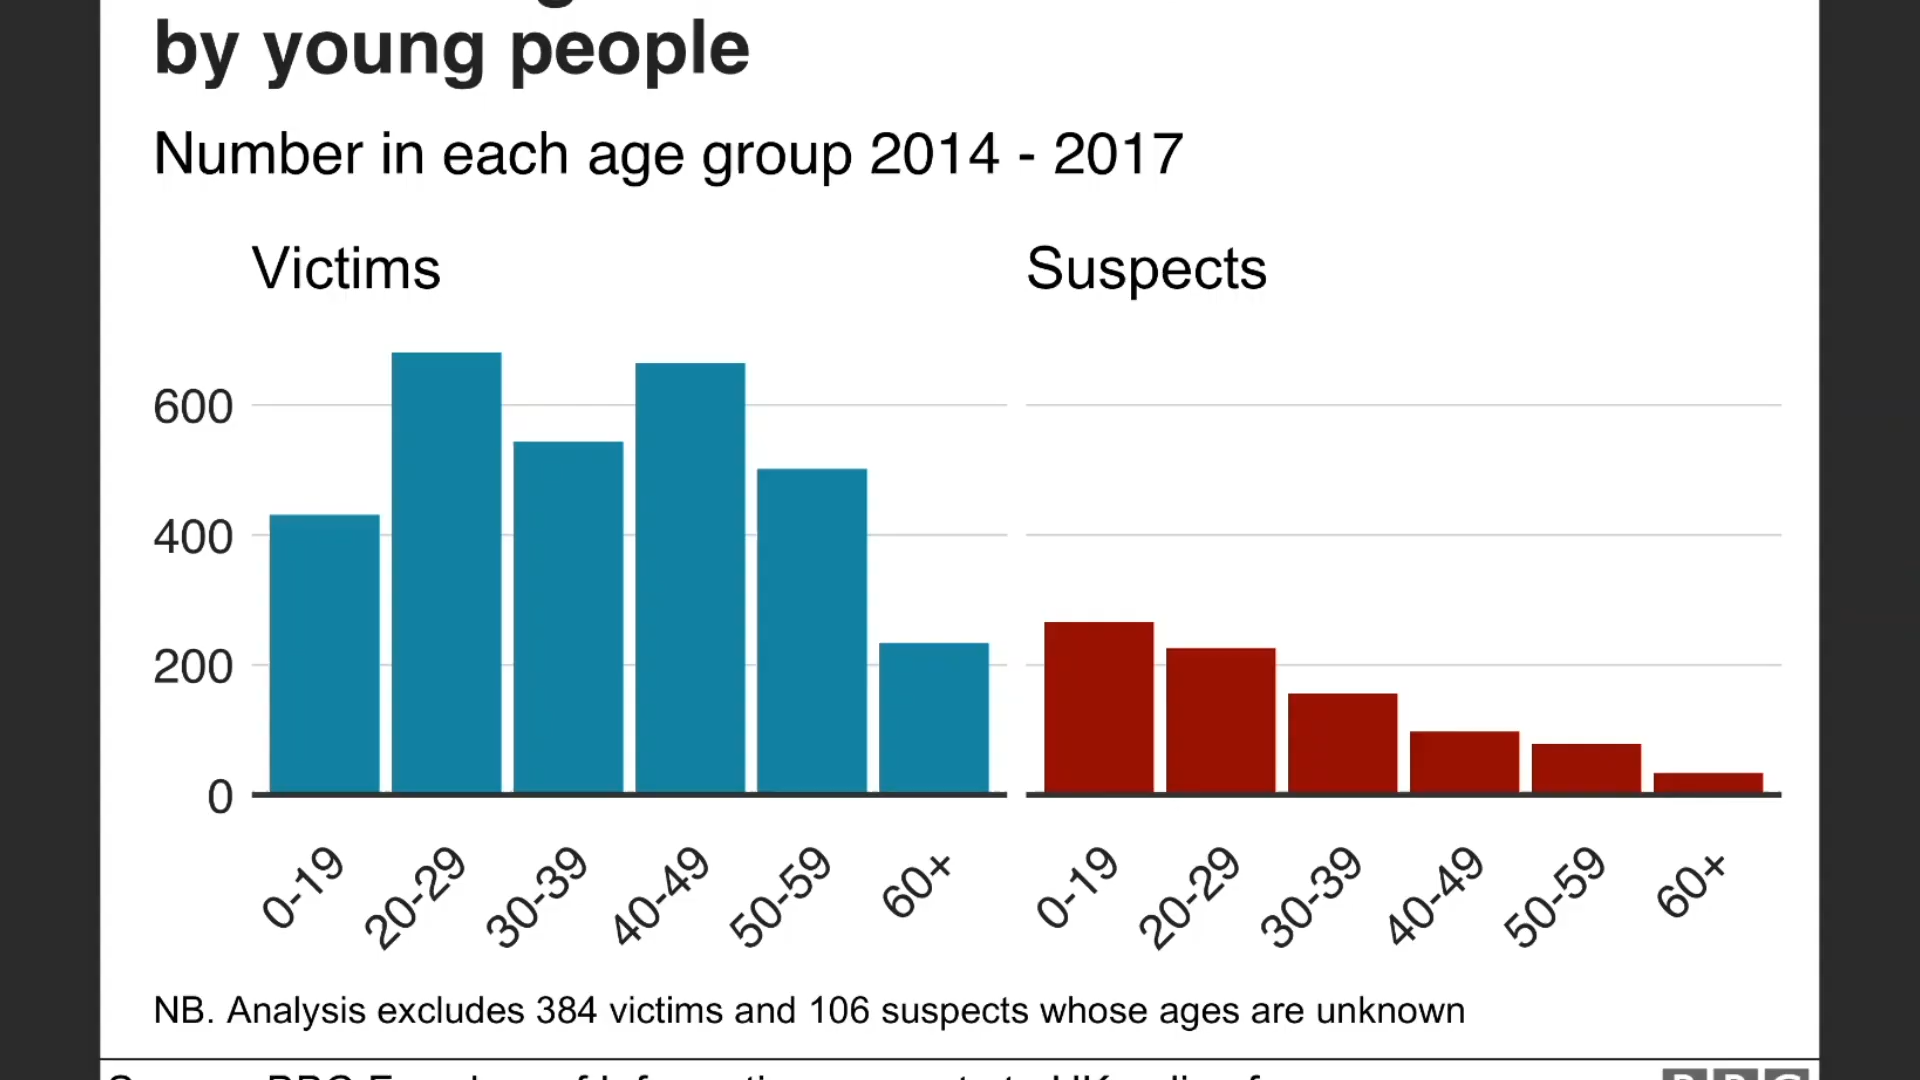 by young people
Number in each age group 2014 - 2017
Victims
Suspects
600
400
200
0
0-19
20-29
30-39
40-49
50-59
60+
0-19
20-29
30-39
40-49
50-59
60+
NB. Analysis excludes 384 victims and 106 suspects whose ages are unknown
BBC